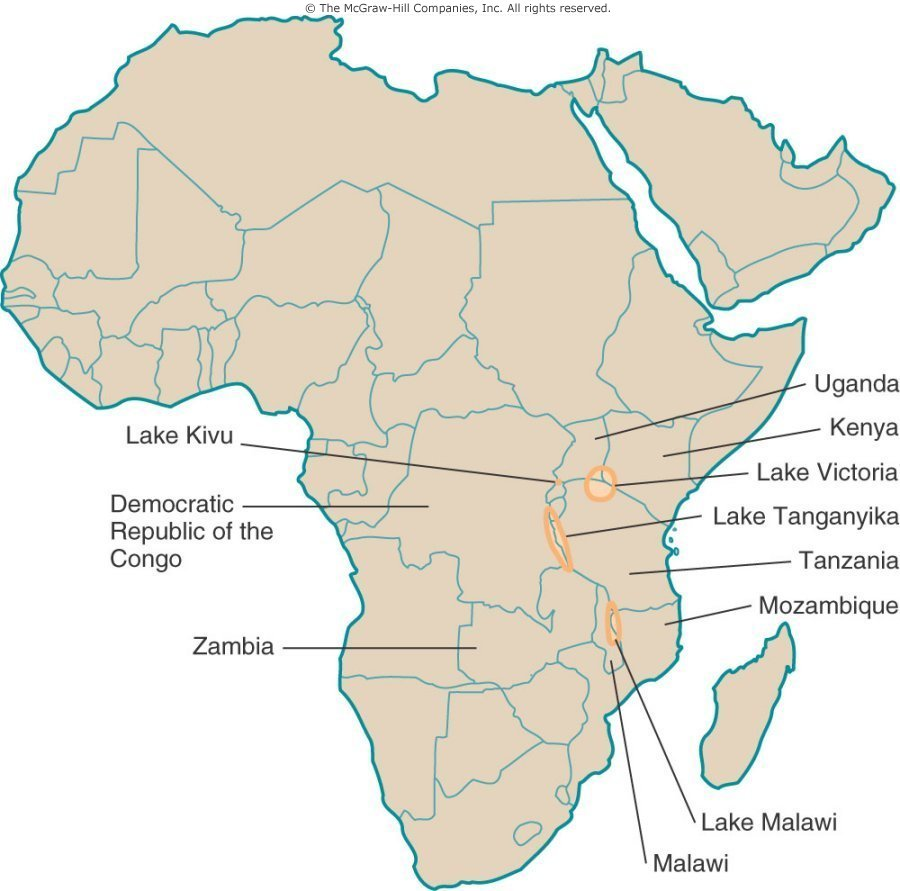 © The McGraw-Hill Companies, Inc. All rights reserved.
Uganda
Kenya
Lake Kivu
Lake Victoria
Democratic
Republic of the
Congo
Lake Tanganyika
Tanzania
Mozambique
Zambia
Lake Malawi
Malawi